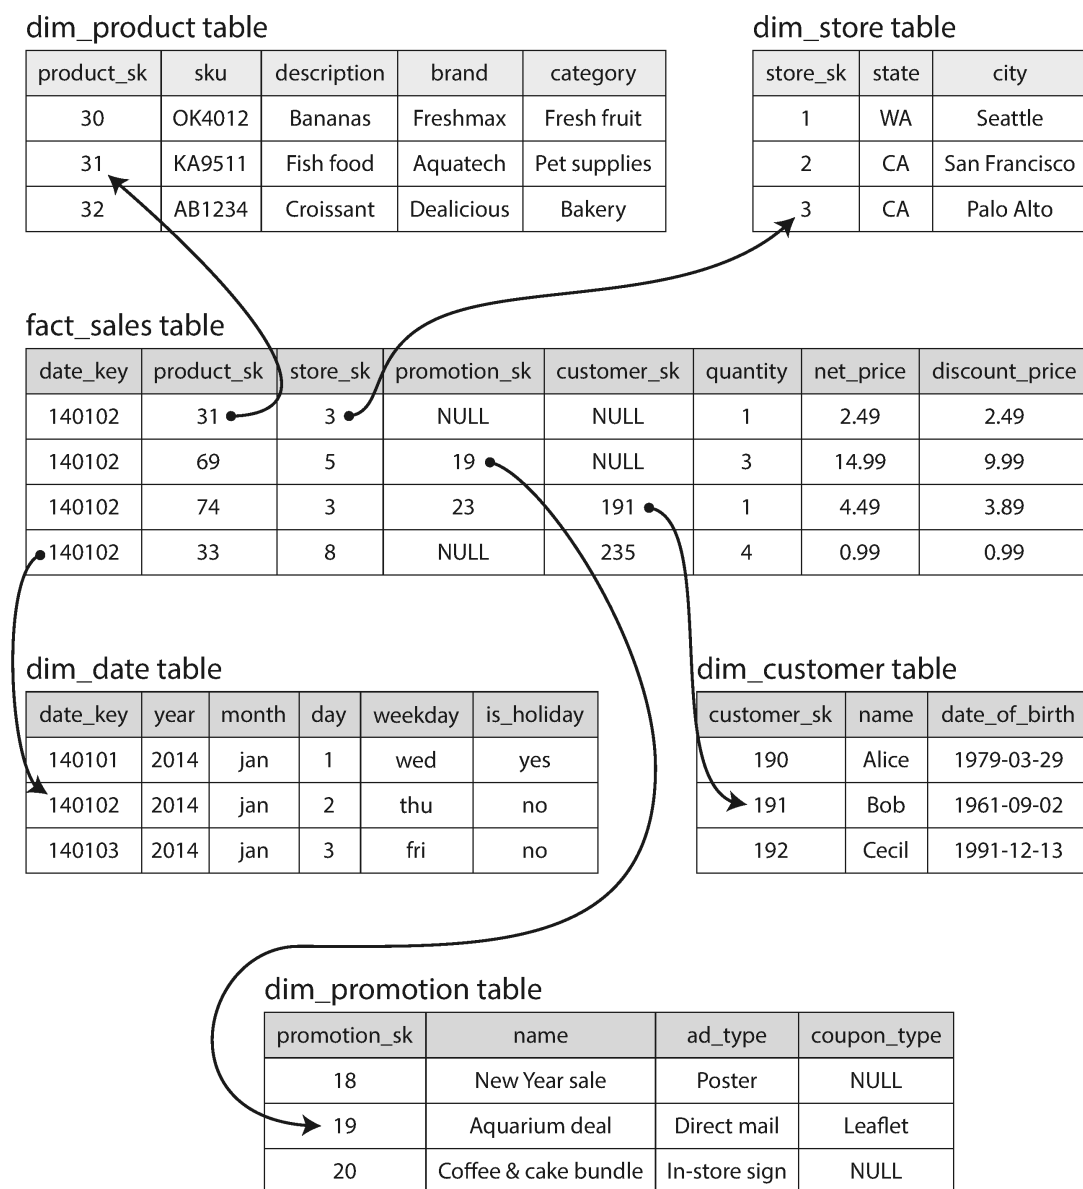 dim_product table
product_sk sku description brand category
30 OK4012 Bananas Freshmax Fresh fruit
31 KA9511 Fish food Aquatech Pet supplies
32 AB1234 Croissant Dealicious Bakery
dim_store table
store_sk state city
1 WA Seattle
2 CA San Francisco
3 CA Palo Alto
fact_sales table
date_key product_sk store_sk promotion_sk customer_sk quantity net_price discount_price
140102 31 3 NULL NULL 1 2.49 2.49
140102 69 5 19 NULL 3 14.99 9.99
140102 74 3 23 191 1 4.49 3.89
140102 33 8 NULL 235 4 0.99 0.99
dim_date table
date_key year month day weekday is_holiday
140101 2014 jan 1 wed yes
140102 2014 jan 2 thu no
140103 2014 jan 3 fri no
dim_customer table
customer_sk name date_of_birth
190 Alice 1979-03-29
191 Bob 1961-09-02
192 Cecil 1991-12-13
dim_promotion table
promotion_sk name ad_type coupon_type
18 New Year sale Poster NULL
19 Aquarium deal Direct mail Leaflet
20 Coffee & cake bundle In-store sign NULL